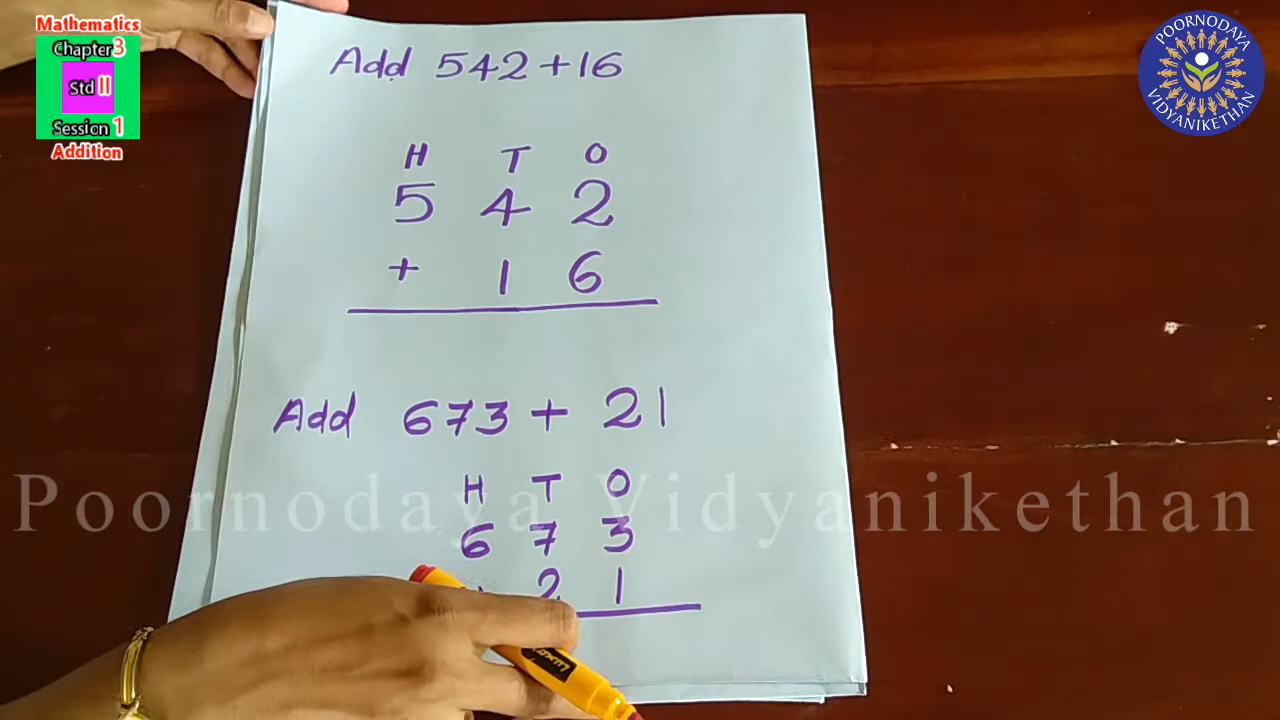 Mathematics
Chapter 3
Std II
Session 1
Addition
POORNODAYA
VIDYANIKETHAN
Add 542 + 16
H T O
5 4 2
+ 1 6
Add 673 + 21
H T O
6 7 3
+ 2 1
Poornodaya Vidyanikethan